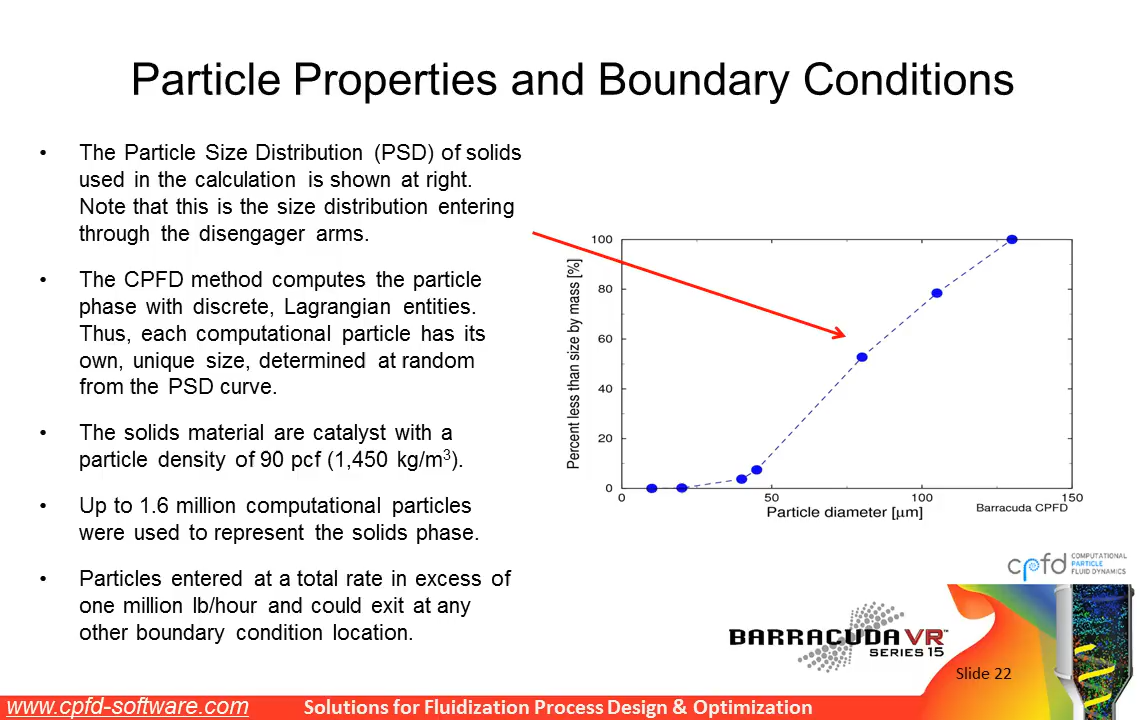 Particle Properties and Boundary Conditions
• The Particle Size Distribution (PSD) of solids
used in the calculation is shown at right.
Note that this is the size distribution entering
through the disengager arms.
• The CPFD method computes the particle
phase with discrete, Lagrangian entities.
Thus, each computational particle has its
own, unique size, determined at random
from the PSD curve.
• The solids material are catalyst with a
particle density of 90 pcf (1,450 kg/m³).
• Up to 1.6 million computational particles
were used to represent the solids phase.
• Particles entered at a total rate in excess of
one million lb/hour and could exit at any
other boundary condition location.
Percent less than size by mass [%]
100
80
60
40
20
0
0
50
100
150
Particle diameter [μm]
Barracuda CPFD
cpfd
COMPUTATIONAL
PARTICLE
FLUID DYNAMICS
BARRACUDA VR™
SERIES 15
Slide 22
www.cpfd-software.com
Solutions for Fluidization Process Design & Optimization